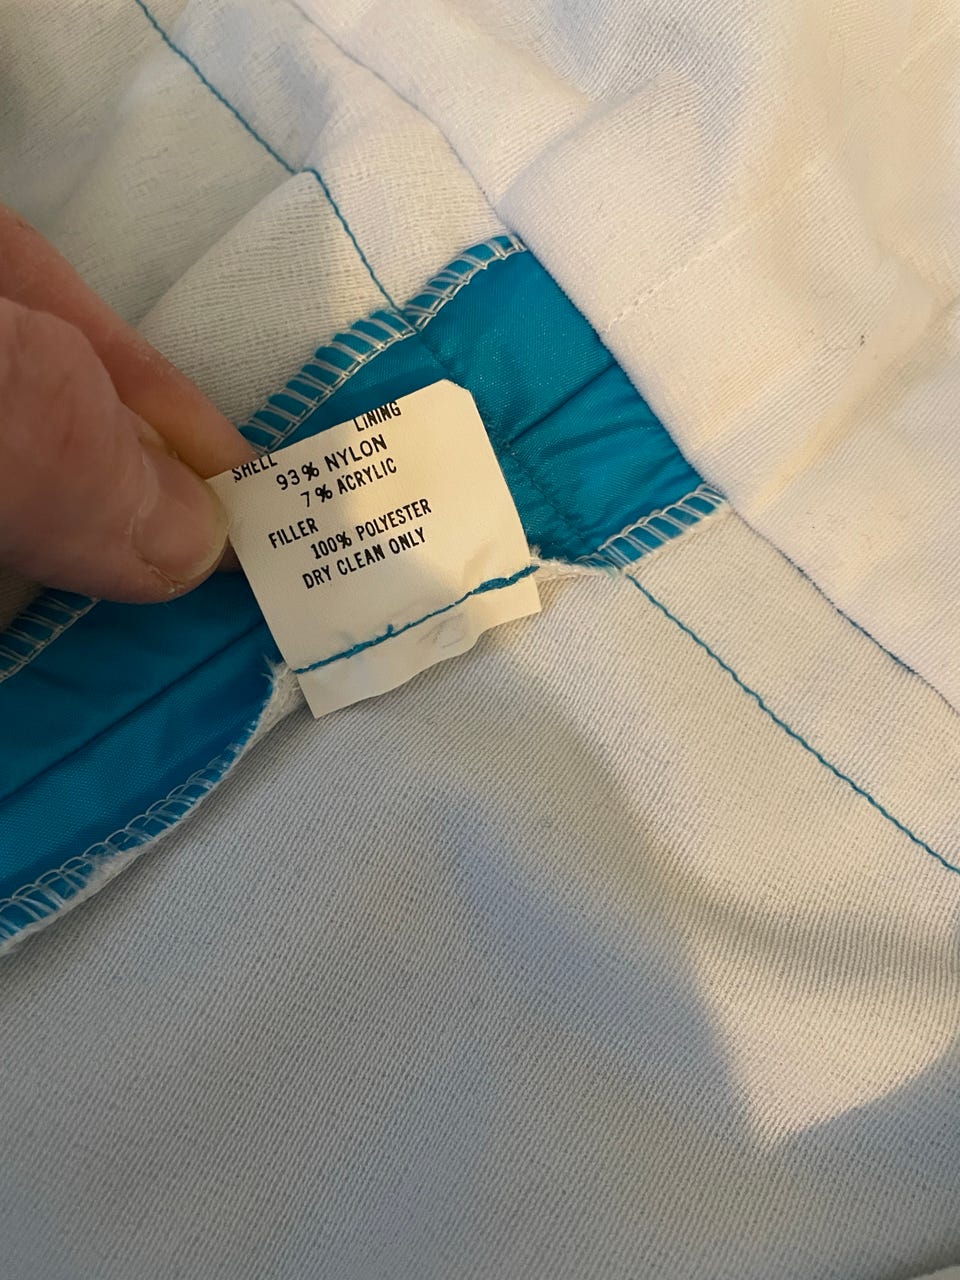 LINING
SHELL
93% NYLON
7% ACRYLIC
FILLER
100% POLYESTER
DRY CLEAN ONLY